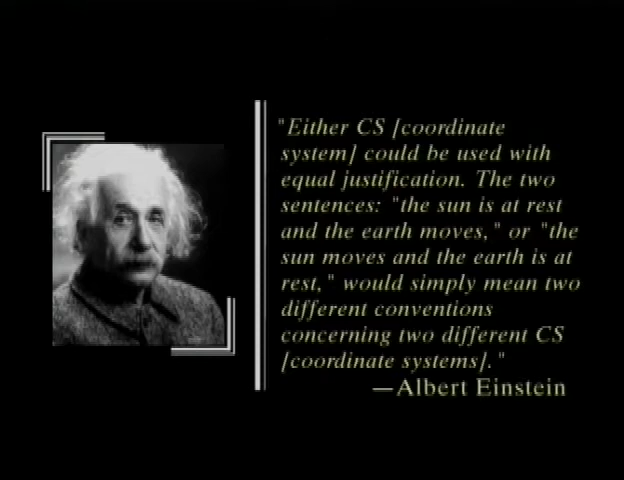 "Either CS [coordinate
system] could be used with
equal justification. The two
sentences: "the sun is at rest
and the earth moves," or "the
sun moves and the earth is at
rest," would simply mean two
different conventions
concerning two different CS
[coordinate systems]."
—Albert Einstein